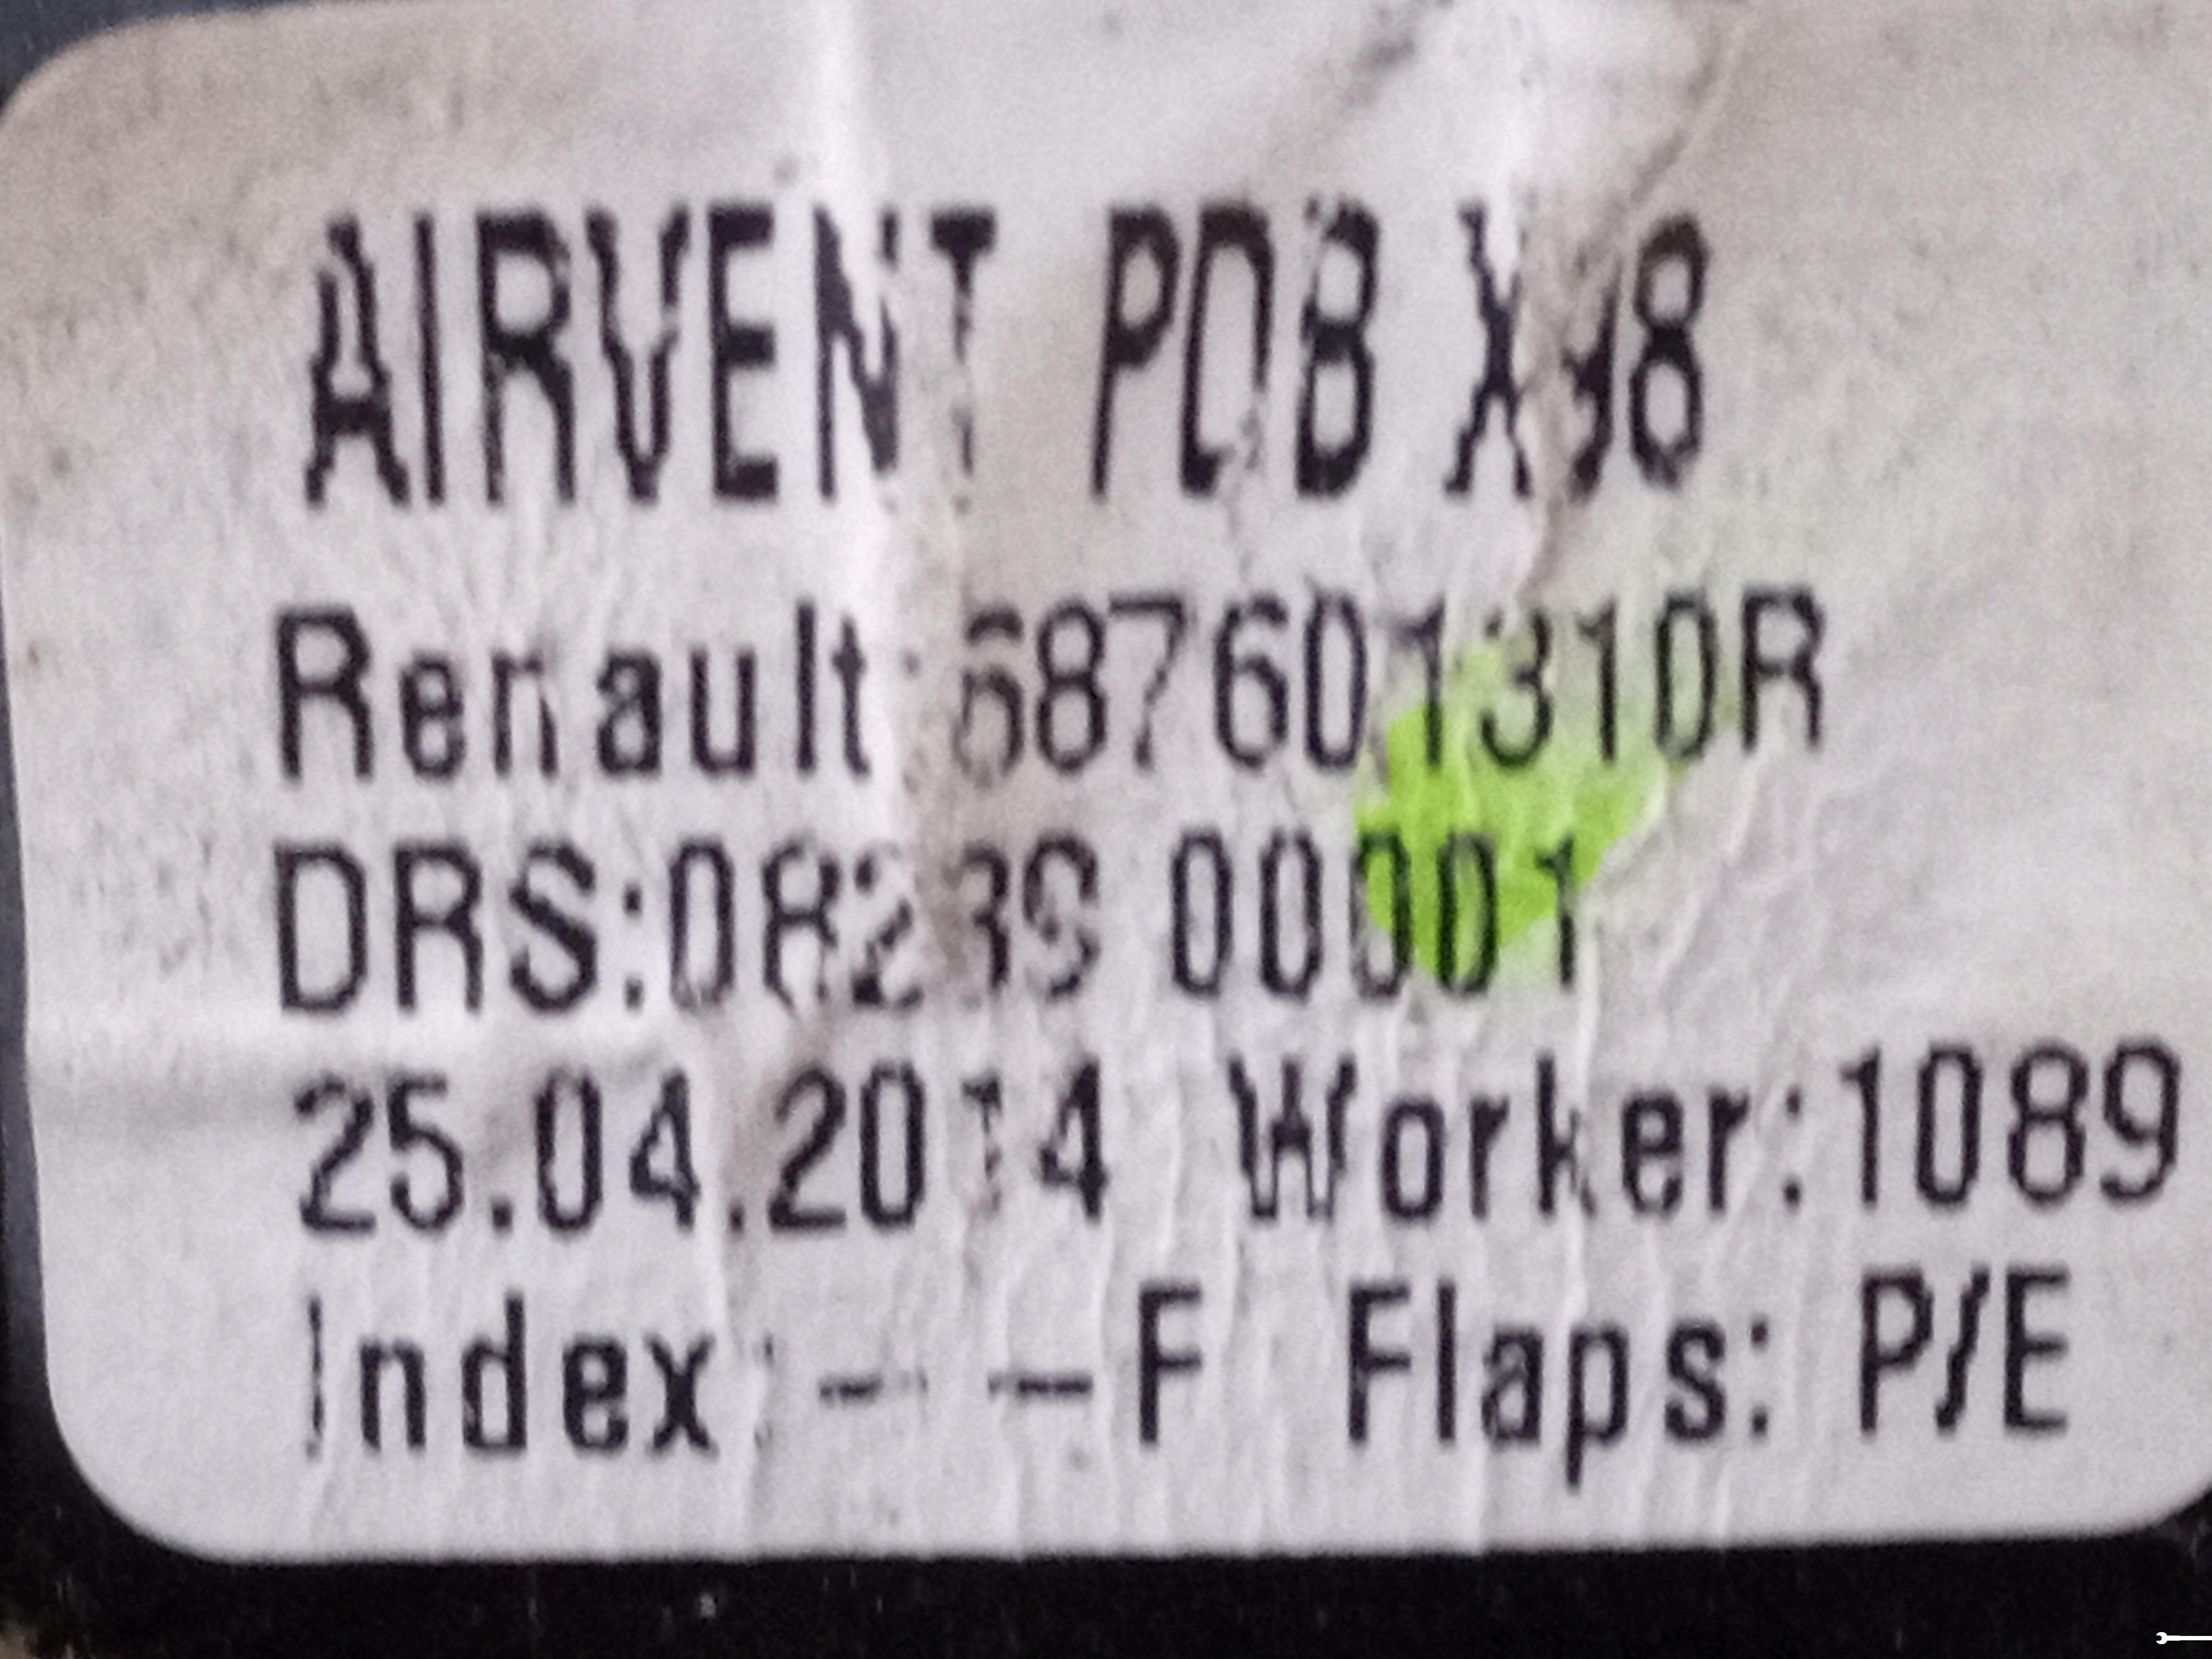 AIRVENT PDB X98
Renault:687601310R
DRS:08239 00001
25.04.2014 Worker:1089
Index:---F Flaps: P/E